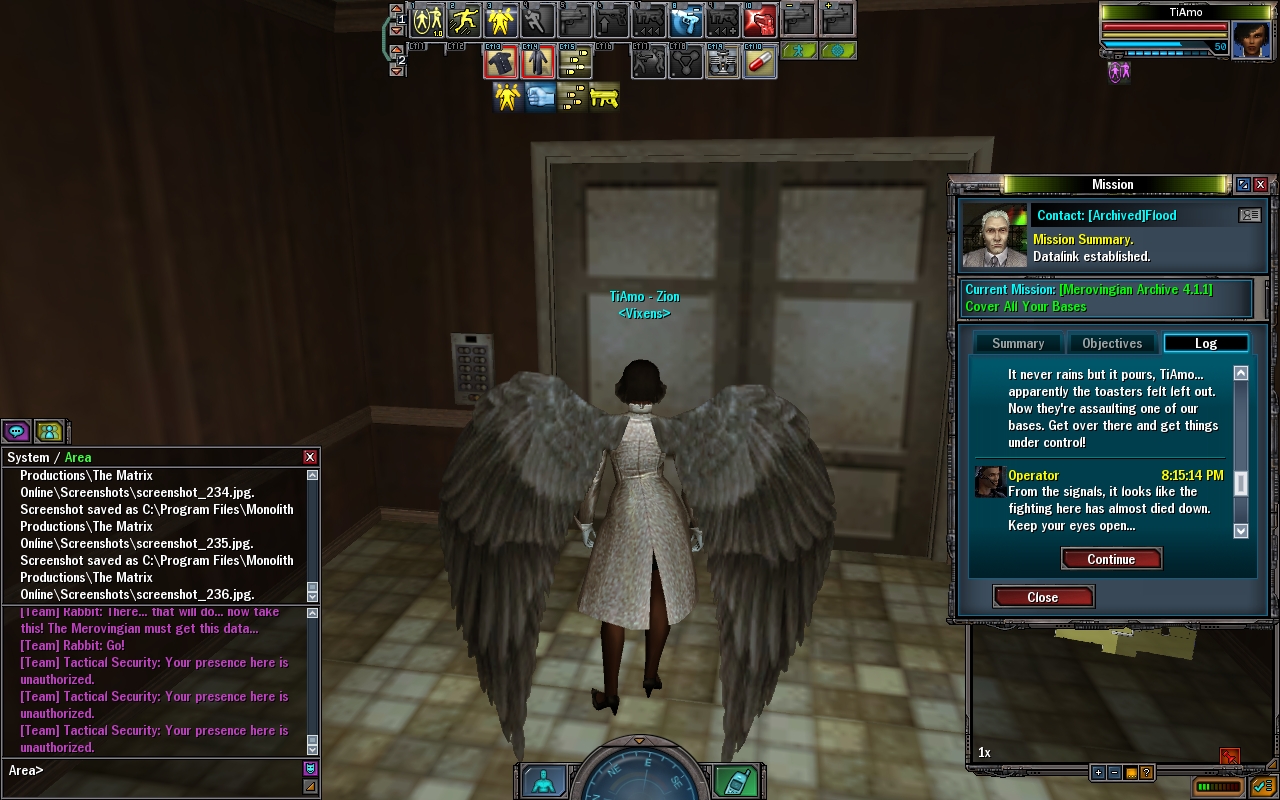 TiAmo
50
1
2
1.0
TiAmo - Zion
<Vixens>
Mission
Contact: [Archived]Flood
Mission Summary.
Datalink established.
Current Mission: [Merovingian Archive 4.1.1]
Cover All Your Bases
Summary
Objectives
Log
It never rains but it pours, TiAmo...
apparently the toasters felt left out.
Now they're assaulting one of our
bases. Get over there and get things
under control!
Operator 8:15:14 PM
From the signals, it looks like the
fighting here has almost died down.
Keep your eyes open...
Continue
Close
1x
System / Area
Productions\The Matrix
Online\Screenshots\screenshot_234.jpg.
Screenshot saved as C:\Program Files\Monolith
Productions\The Matrix
Online\Screenshots\screenshot_235.jpg.
Screenshot saved as C:\Program Files\Monolith
Productions\The Matrix
Online\Screenshots\screenshot_236.jpg.
[Team] Rabbit: There... that will do... now take
this! The Merovingian must get this data...
[Team] Rabbit: Go!
[Team] Tactical Security: Your presence here is
unauthorized.
[Team] Tactical Security: Your presence here is
unauthorized.
[Team] Tactical Security: Your presence here is
unauthorized.
Area>
N
NE
E
SE